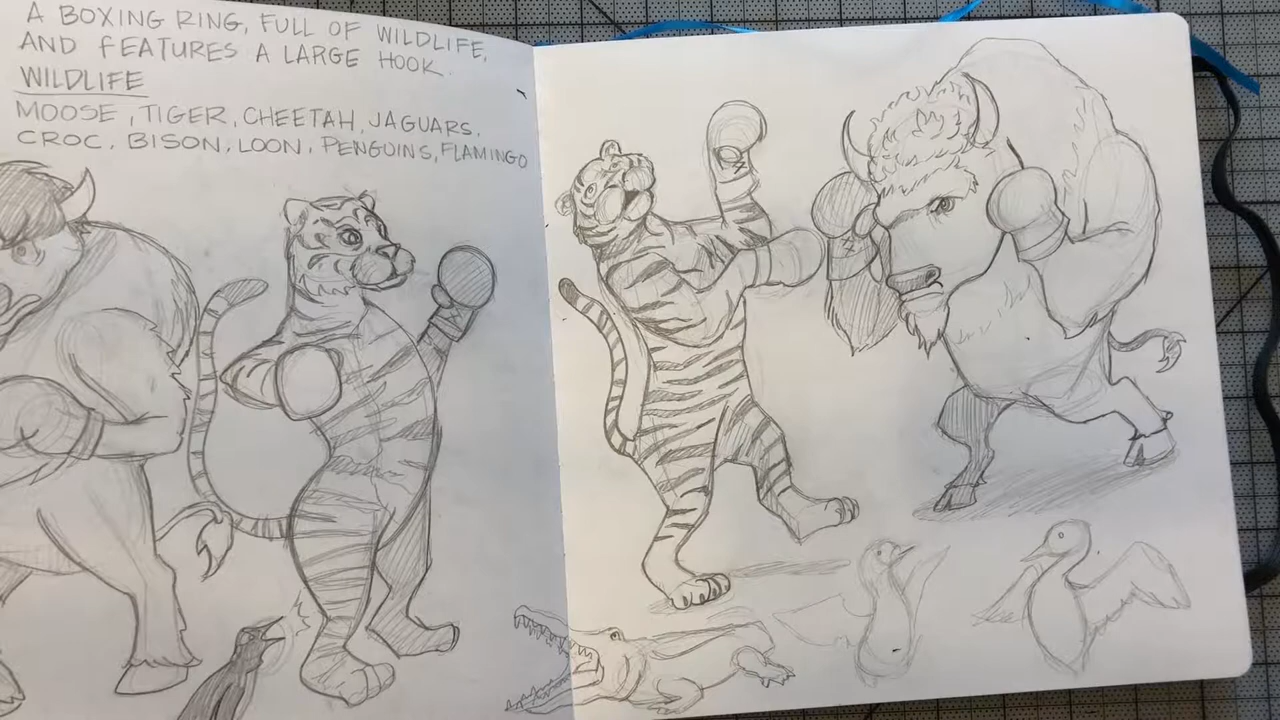 A BOXING RING, FULL OF WILDLIFE,
AND FEATURES A LARGE HOOK.
WILDLIFE
MOOSE, TIGER, CHEETAH, JAGUARS,
CROC, BISON, LOON, PENGUINS, FLAMINGO